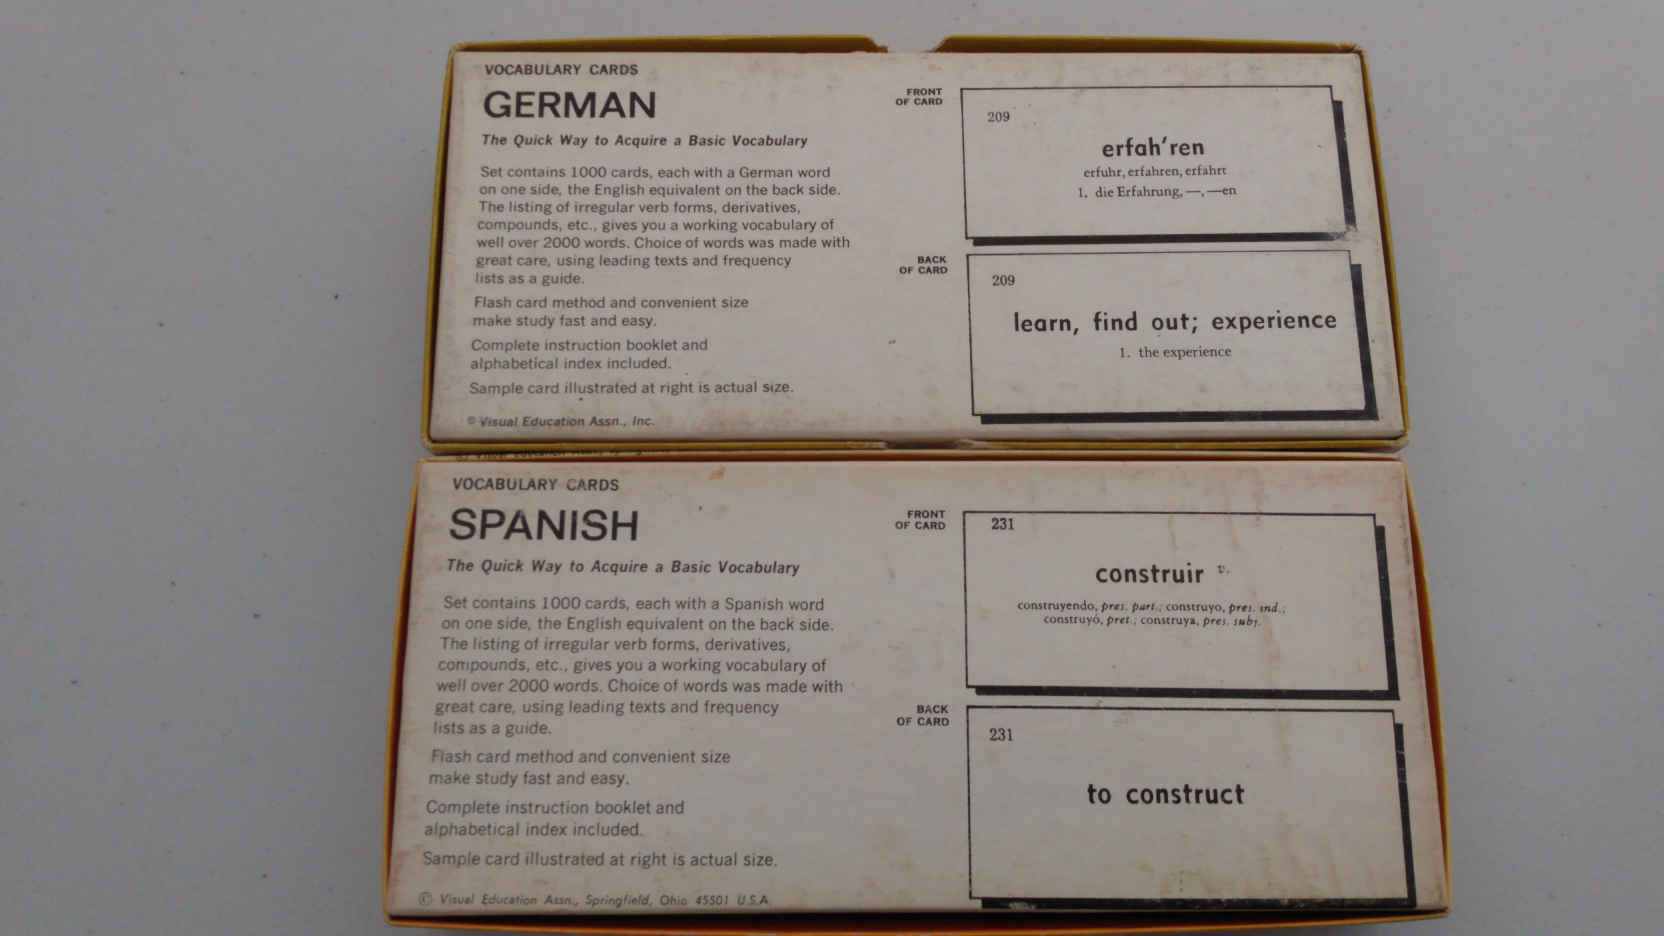 VOCABULARY CARDS
GERMAN
The Quick Way to Acquire a Basic Vocabulary
Set contains 1000 cards, each with a German word
on one side, the English equivalent on the back side.
The listing of irregular verb forms, derivatives,
compounds, etc., gives you a working vocabulary of
well over 2000 words. Choice of words was made with
great care, using leading texts and frequency
lists as a guide.
Flash card method and convenient size
make study fast and easy.
Complete instruction booklet and
alphabetical index included.
Sample card illustrated at right is actual size.
© Visual Education Assn., Inc.
FRONT
OF CARD
209
erfah'ren
erfuhr, erfahren, erfährt
1. die Erfahrung, —, —en
BACK
OF CARD
209
learn, find out; experience
1. the experience
VOCABULARY CARDS
SPANISH
The Quick Way to Acquire a Basic Vocabulary
Set contains 1000 cards, each with a Spanish word
on one side, the English equivalent on the back side.
The listing of irregular verb forms, derivatives,
compounds, etc., gives you a working vocabulary of
well over 2000 words. Choice of words was made with
great care, using leading texts and frequency
lists as a guide.
Flash card method and convenient size
make study fast and easy.
Complete instruction booklet and
alphabetical index included.
Sample card illustrated at right is actual size.
© Visual Education Assn., Springfield, Ohio 45501 U.S.A.
FRONT
OF CARD
231
construir v.
construyendo, pres. part.; construyo, pres. ind.;
construyó, pret.; construya, pres. subj.
BACK
OF CARD
231
to construct